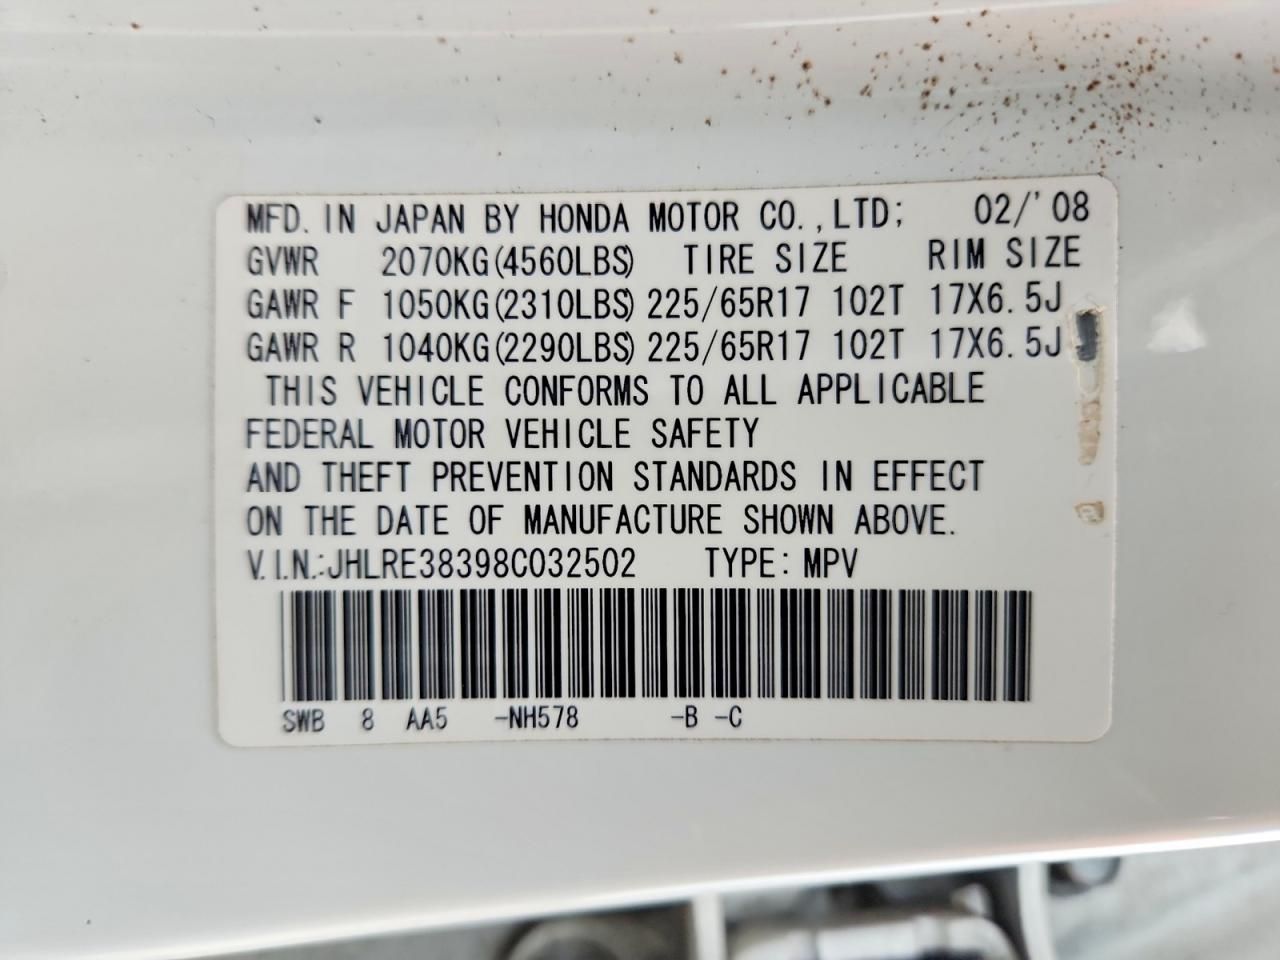 MFD. IN JAPAN BY HONDA MOTOR CO.,LTD; 02/'08
GVWR 2070KG(4560LBS) TIRE SIZE RIM SIZE
GAWR F 1050KG(2310LBS) 225/65R17 102T 17X6.5J
GAWR R 1040KG(2290LBS) 225/65R17 102T 17X6.5J
THIS VEHICLE CONFORMS TO ALL APPLICABLE
FEDERAL MOTOR VEHICLE SAFETY
AND THEFT PREVENTION STANDARDS IN EFFECT
ON THE DATE OF MANUFACTURE SHOWN ABOVE.
V.I.N.:JHLRE38398C032502 TYPE: MPV
SWB 8 AA5 -NH578 -B -C